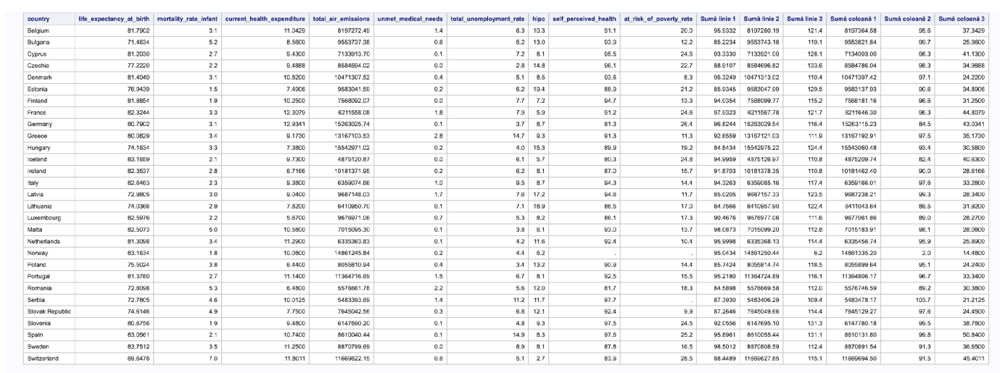 country life_expectancy_at_birth mortality_rate_infant current_health_expenditure total_air_emissions unmet_medical_needs total_unemployment_rate hipc self_perceived_health at_risk_of_poverty_rate Sumă linie 1 Sumă linie 2 Sumă linie 3 Sumă coloană 1 Sumă coloană 2 Sumă coloană 3
Belgium 81.7902 3.1 11.0429 8197272.49 1.4 6.3 10.3 91.1 20.0 95.9332 8197280.19 121.4 8197364.58 95.6 37.3429
Bulgaria 71.4634 5.2 8.5600 9553737.38 0.6 5.2 13.0 93.9 12.2 85.2234 9553743.18 119.1 9553821.84 99.7 25.9600
Cyprus 81.2030 2.7 9.4300 7133913.70 0.1 7.2 8.1 95.5 24.5 93.3330 7133921.00 128.1 7134003.00 98.3 41.1300
Czechia 77.2220 2.2 9.4888 8584694.02 0.0 2.8 14.8 96.1 22.7 88.9107 8584696.82 133.6 8584786.04 98.3 34.9888
Denmark 81.4049 3.1 10.8200 10471307.52 0.4 5.1 8.5 93.6 8.3 95.3249 10471313.02 110.4 10471397.42 97.1 24.2200
Estonia 76.9439 1.5 7.4906 9583041.59 0.2 6.2 19.4 88.9 21.2 85.9345 9583047.99 129.5 9583137.93 90.6 34.8906
Finland 81.8854 1.9 10.2500 7568092.07 0.0 7.7 7.2 94.7 13.3 94.0354 7568099.77 115.2 7568181.16 96.6 31.2500
France 82.3244 3.3 12.3079 6211558.08 1.8 7.9 5.9 91.2 24.6 97.9323 6211567.78 121.7 6211646.30 96.3 44.8079
Germany 80.7902 3.1 12.9341 15263025.74 0.1 3.7 8.7 81.3 26.4 96.8244 15263029.54 116.4 15263115.23 84.5 43.0341
Greece 80.0829 3.4 9.1730 13167103.53 2.8 14.7 9.3 91.3 11.3 92.6559 13167121.03 111.9 13167192.91 97.5 35.1730
Hungary 74.1634 3.3 7.3800 15542971.02 0.2 4.0 15.3 89.9 19.2 84.8434 15542975.22 124.4 15543060.48 93.4 30.5800
Iceland 83.1659 2.1 9.7300 4875120.87 0.0 6.1 5.7 80.3 24.8 94.9959 4875126.97 110.8 4875209.74 82.4 40.6300
Ireland 82.3537 2.8 6.7166 10181371.95 0.2 6.2 8.1 87.0 15.7 91.8703 10181378.35 110.8 10181462.40 90.0 28.6166
Italy 82.6463 2.3 9.3800 6359074.66 1.0 9.5 8.7 94.3 14.4 94.3263 6359085.16 117.4 6359166.01 97.6 33.2800
Latvia 72.9805 3.0 9.0400 9687148.03 1.7 7.6 17.2 94.6 11.7 85.0205 9687157.33 123.5 9687238.21 99.3 28.3400
Lithuania 74.0366 2.9 7.8200 6410950.70 0.1 7.1 18.9 86.5 17.0 84.7566 6410957.90 122.4 6411043.64 89.5 31.9200
Luxembourg 82.5976 2.2 5.6700 9676971.06 0.7 5.3 8.2 86.1 17.3 90.4676 9676977.06 111.6 9677061.86 89.0 28.2700
Malta 82.5073 5.0 10.5800 7015095.30 0.1 3.8 6.1 93.0 13.7 98.0873 7015099.20 112.8 7015183.91 98.1 28.0800
Netherlands 81.3098 3.4 11.2900 6335363.83 0.1 4.2 11.6 92.4 10.4 95.9998 6335368.13 114.4 6335456.74 95.9 25.8900
Norway 83.1634 1.8 10.0800 14861245.84 0.2 4.4 6.2 . . 95.0434 14861250.44 6.2 14861335.20 2.0 14.4800
Poland 75.5024 3.8 6.4400 8055810.94 0.4 3.4 13.2 90.9 14.4 85.7424 8055814.74 118.5 8055899.64 95.1 24.2400
Portugal 81.3780 2.7 11.1400 11364716.69 1.5 6.7 8.1 92.5 15.5 95.2180 11364724.89 116.1 11364806.17 96.7 33.3400
Romania 72.8098 5.3 6.4800 5576661.78 2.2 5.6 12.0 81.7 18.3 84.5898 5576669.58 112.0 5576746.59 89.2 30.3800
Serbia 72.7805 4.6 10.0125 5483393.69 1.4 11.2 11.7 97.7 . 87.3930 5483406.29 109.4 5483478.17 103.7 21.2125
Slovak Republic 74.6146 4.9 7.7500 7645042.56 0.3 6.8 12.1 92.4 9.9 87.2646 7645049.66 114.4 7645129.27 97.6 24.4500
Slovenia 80.6756 1.9 9.4800 6147690.20 0.1 4.8 9.3 97.5 24.5 92.0556 6147695.10 131.3 6147780.18 99.5 38.7800
Spain 83.0561 2.1 10.7400 8610040.44 0.1 14.9 8.3 97.6 25.2 95.8961 8610055.44 131.1 8610131.80 99.8 50.8400
Sweden 83.7512 3.5 11.2500 8870799.69 0.0 8.9 8.1 87.8 16.5 98.5012 8870808.59 112.4 8870891.54 91.3 36.6500
Switzerland 69.6478 7.0 11.8011 11669622.15 0.6 5.1 2.7 83.9 28.5 88.4489 11669627.85 115.1 11669694.50 91.5 45.4011